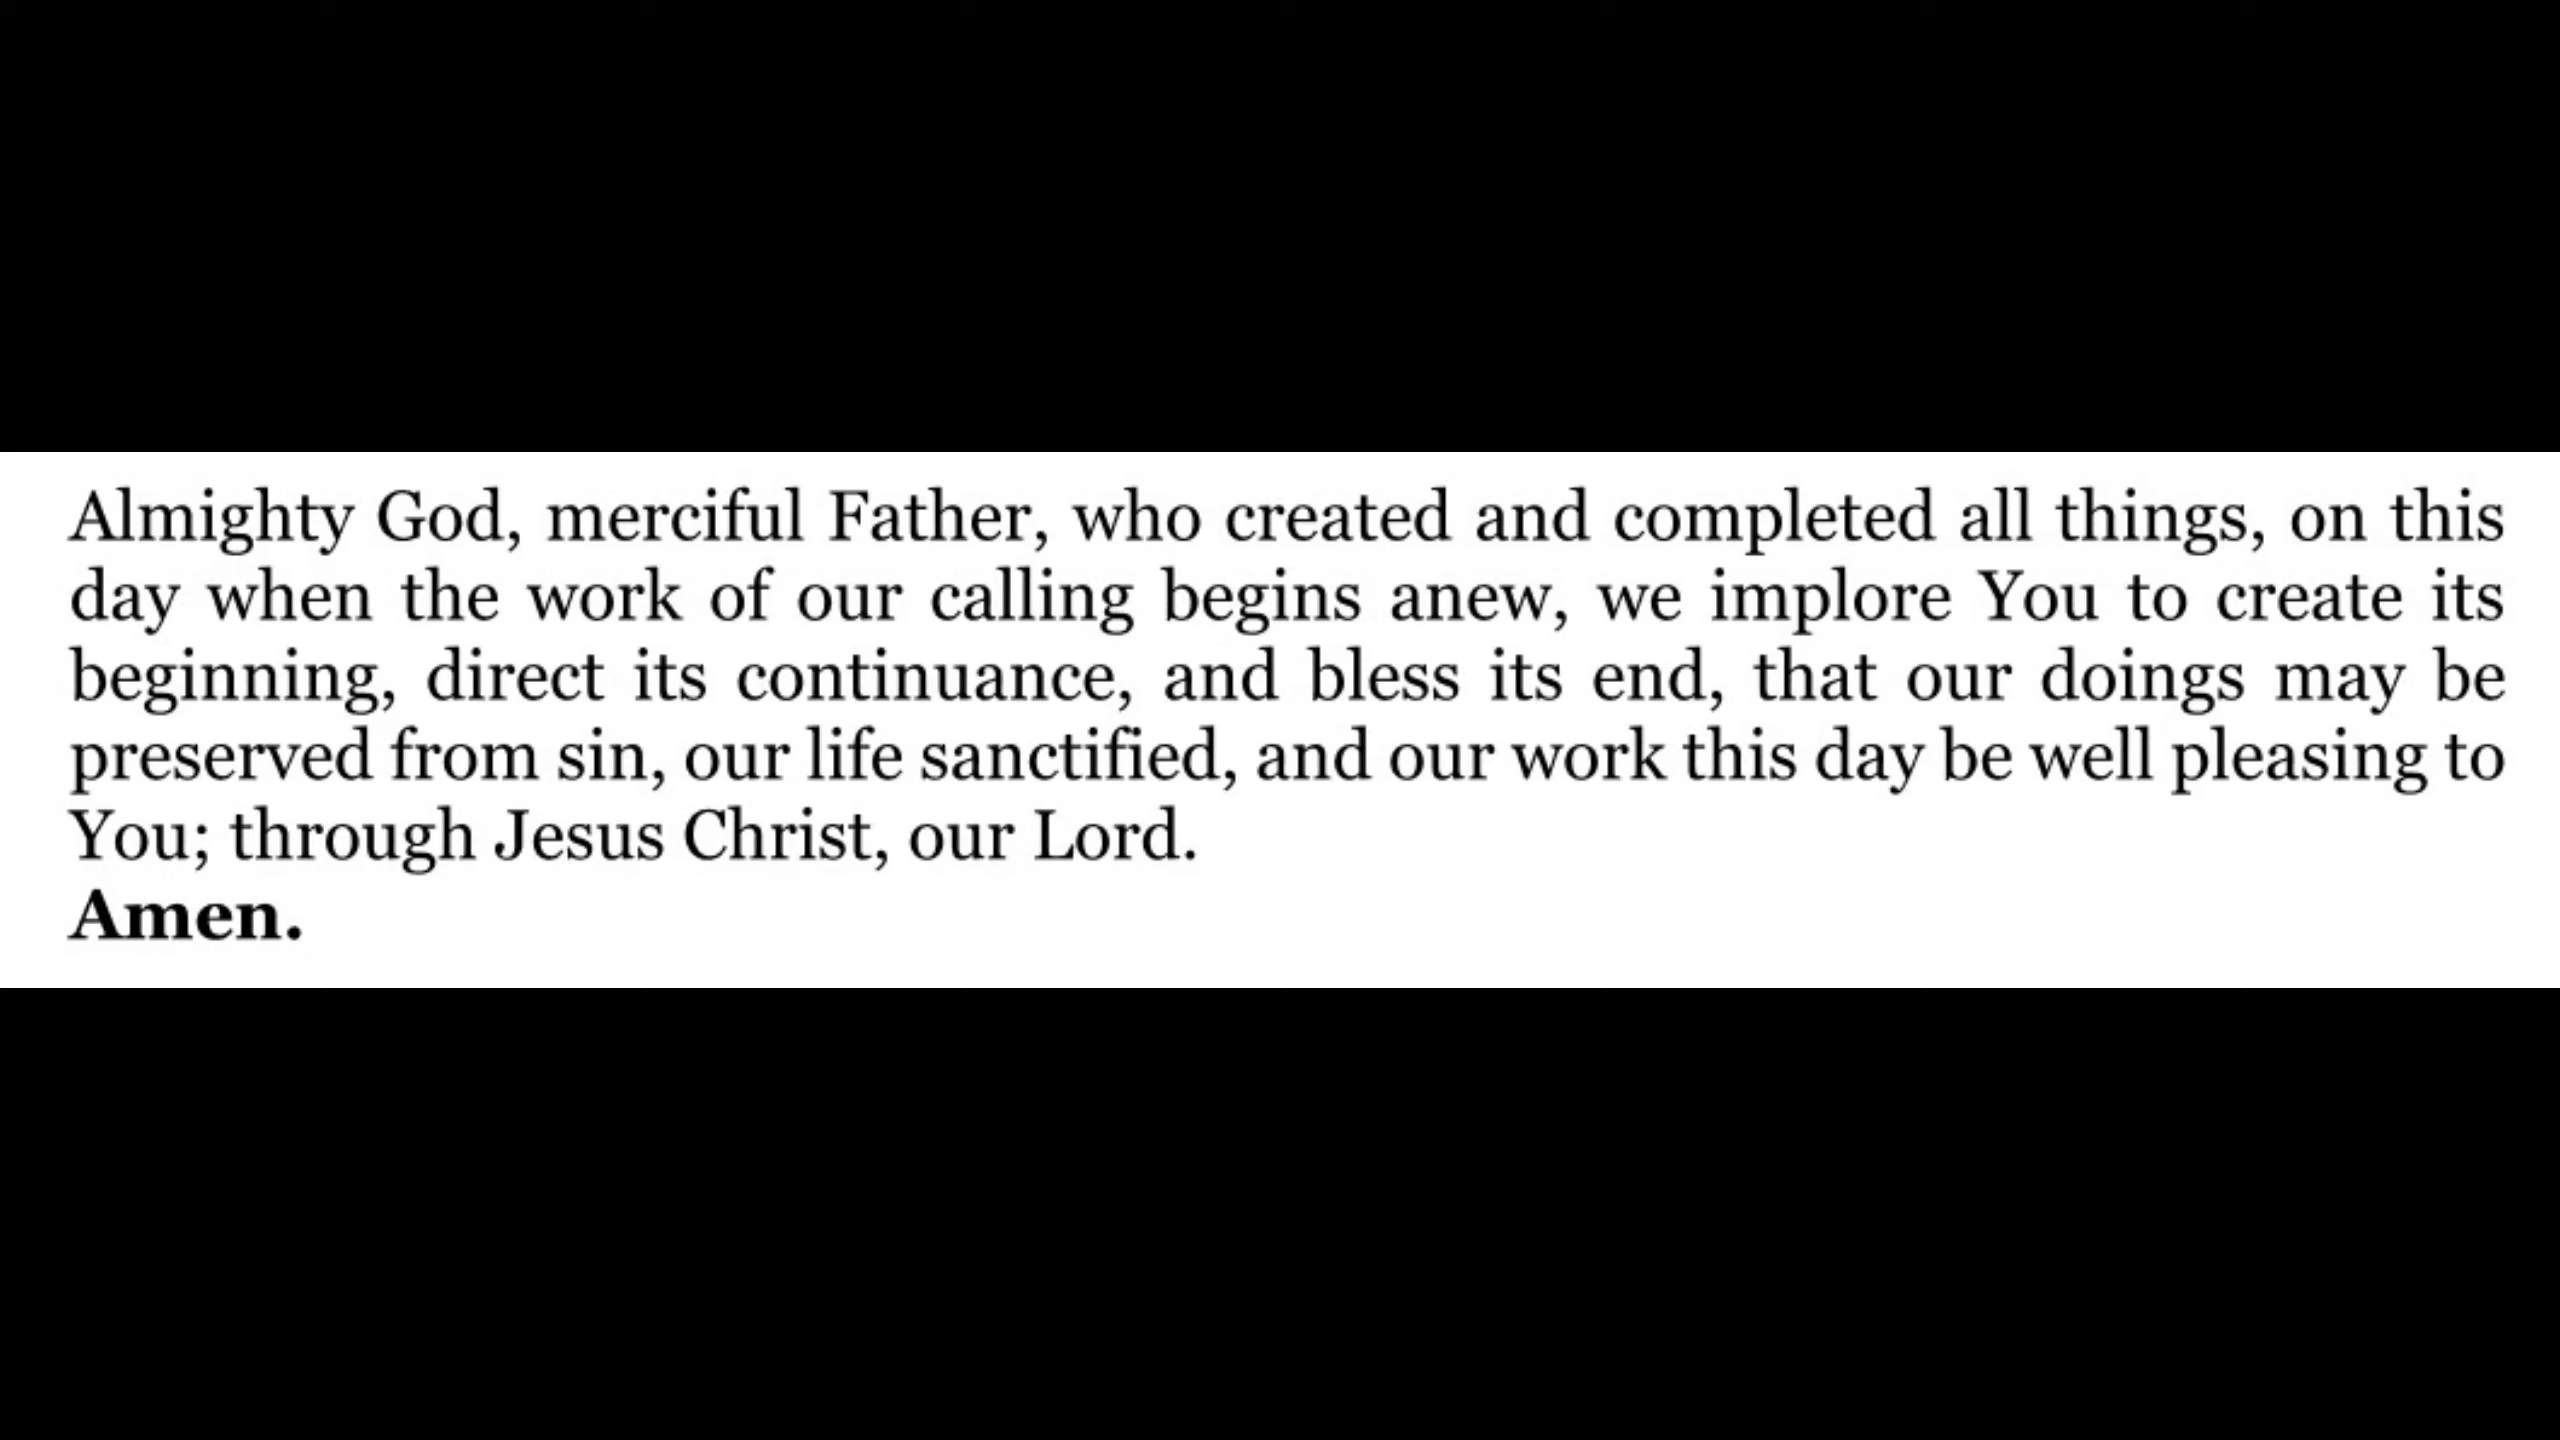 Almighty God, merciful Father, who created and completed all things, on this
day when the work of our calling begins anew, we implore You to create its
beginning, direct its continuance, and bless its end, that our doings may be
preserved from sin, our life sanctified, and our work this day be well pleasing to
You; through Jesus Christ, our Lord.
Amen.